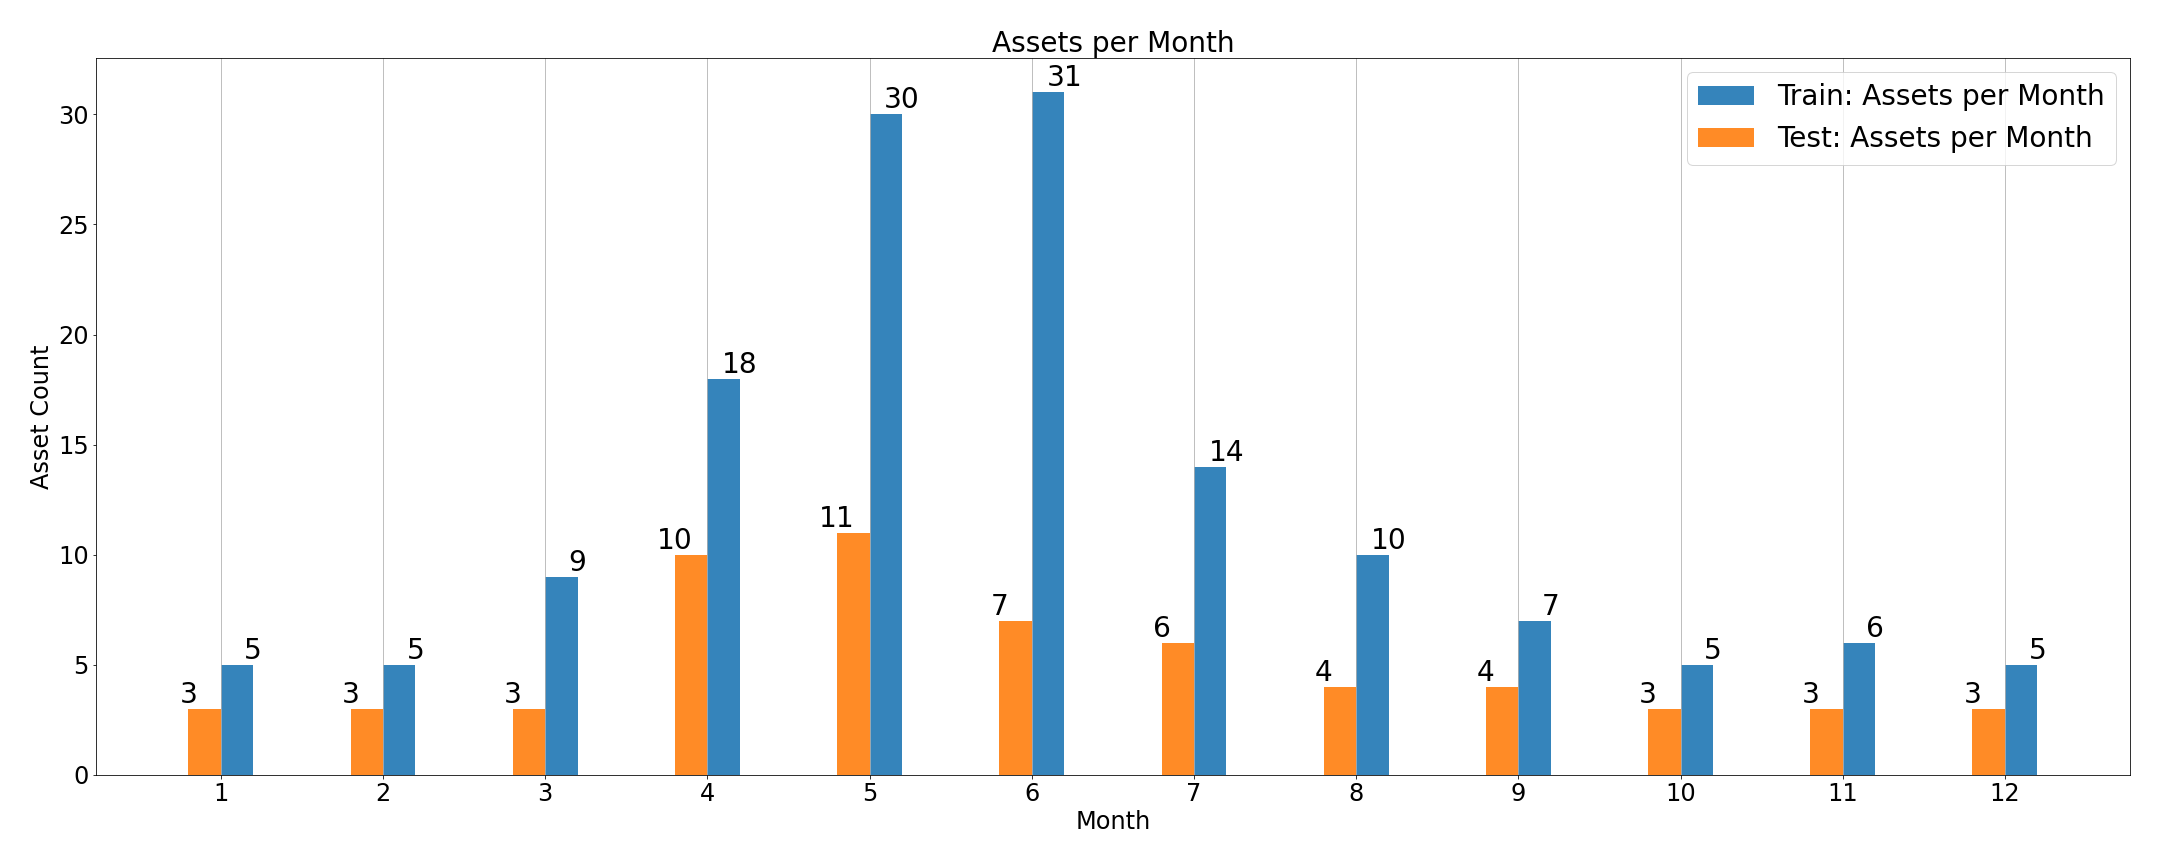 Assets per Month
Train: Assets per Month
Test: Assets per Month
Asset Count
30
25
20
15
10
5
0
3 5 3 5 3 9 10 18 11 30 7 31 6 14 4 10 4 7 3 5 3 6 3 5
1 2 3 4 5 6 7 8 9 10 11 12
Month